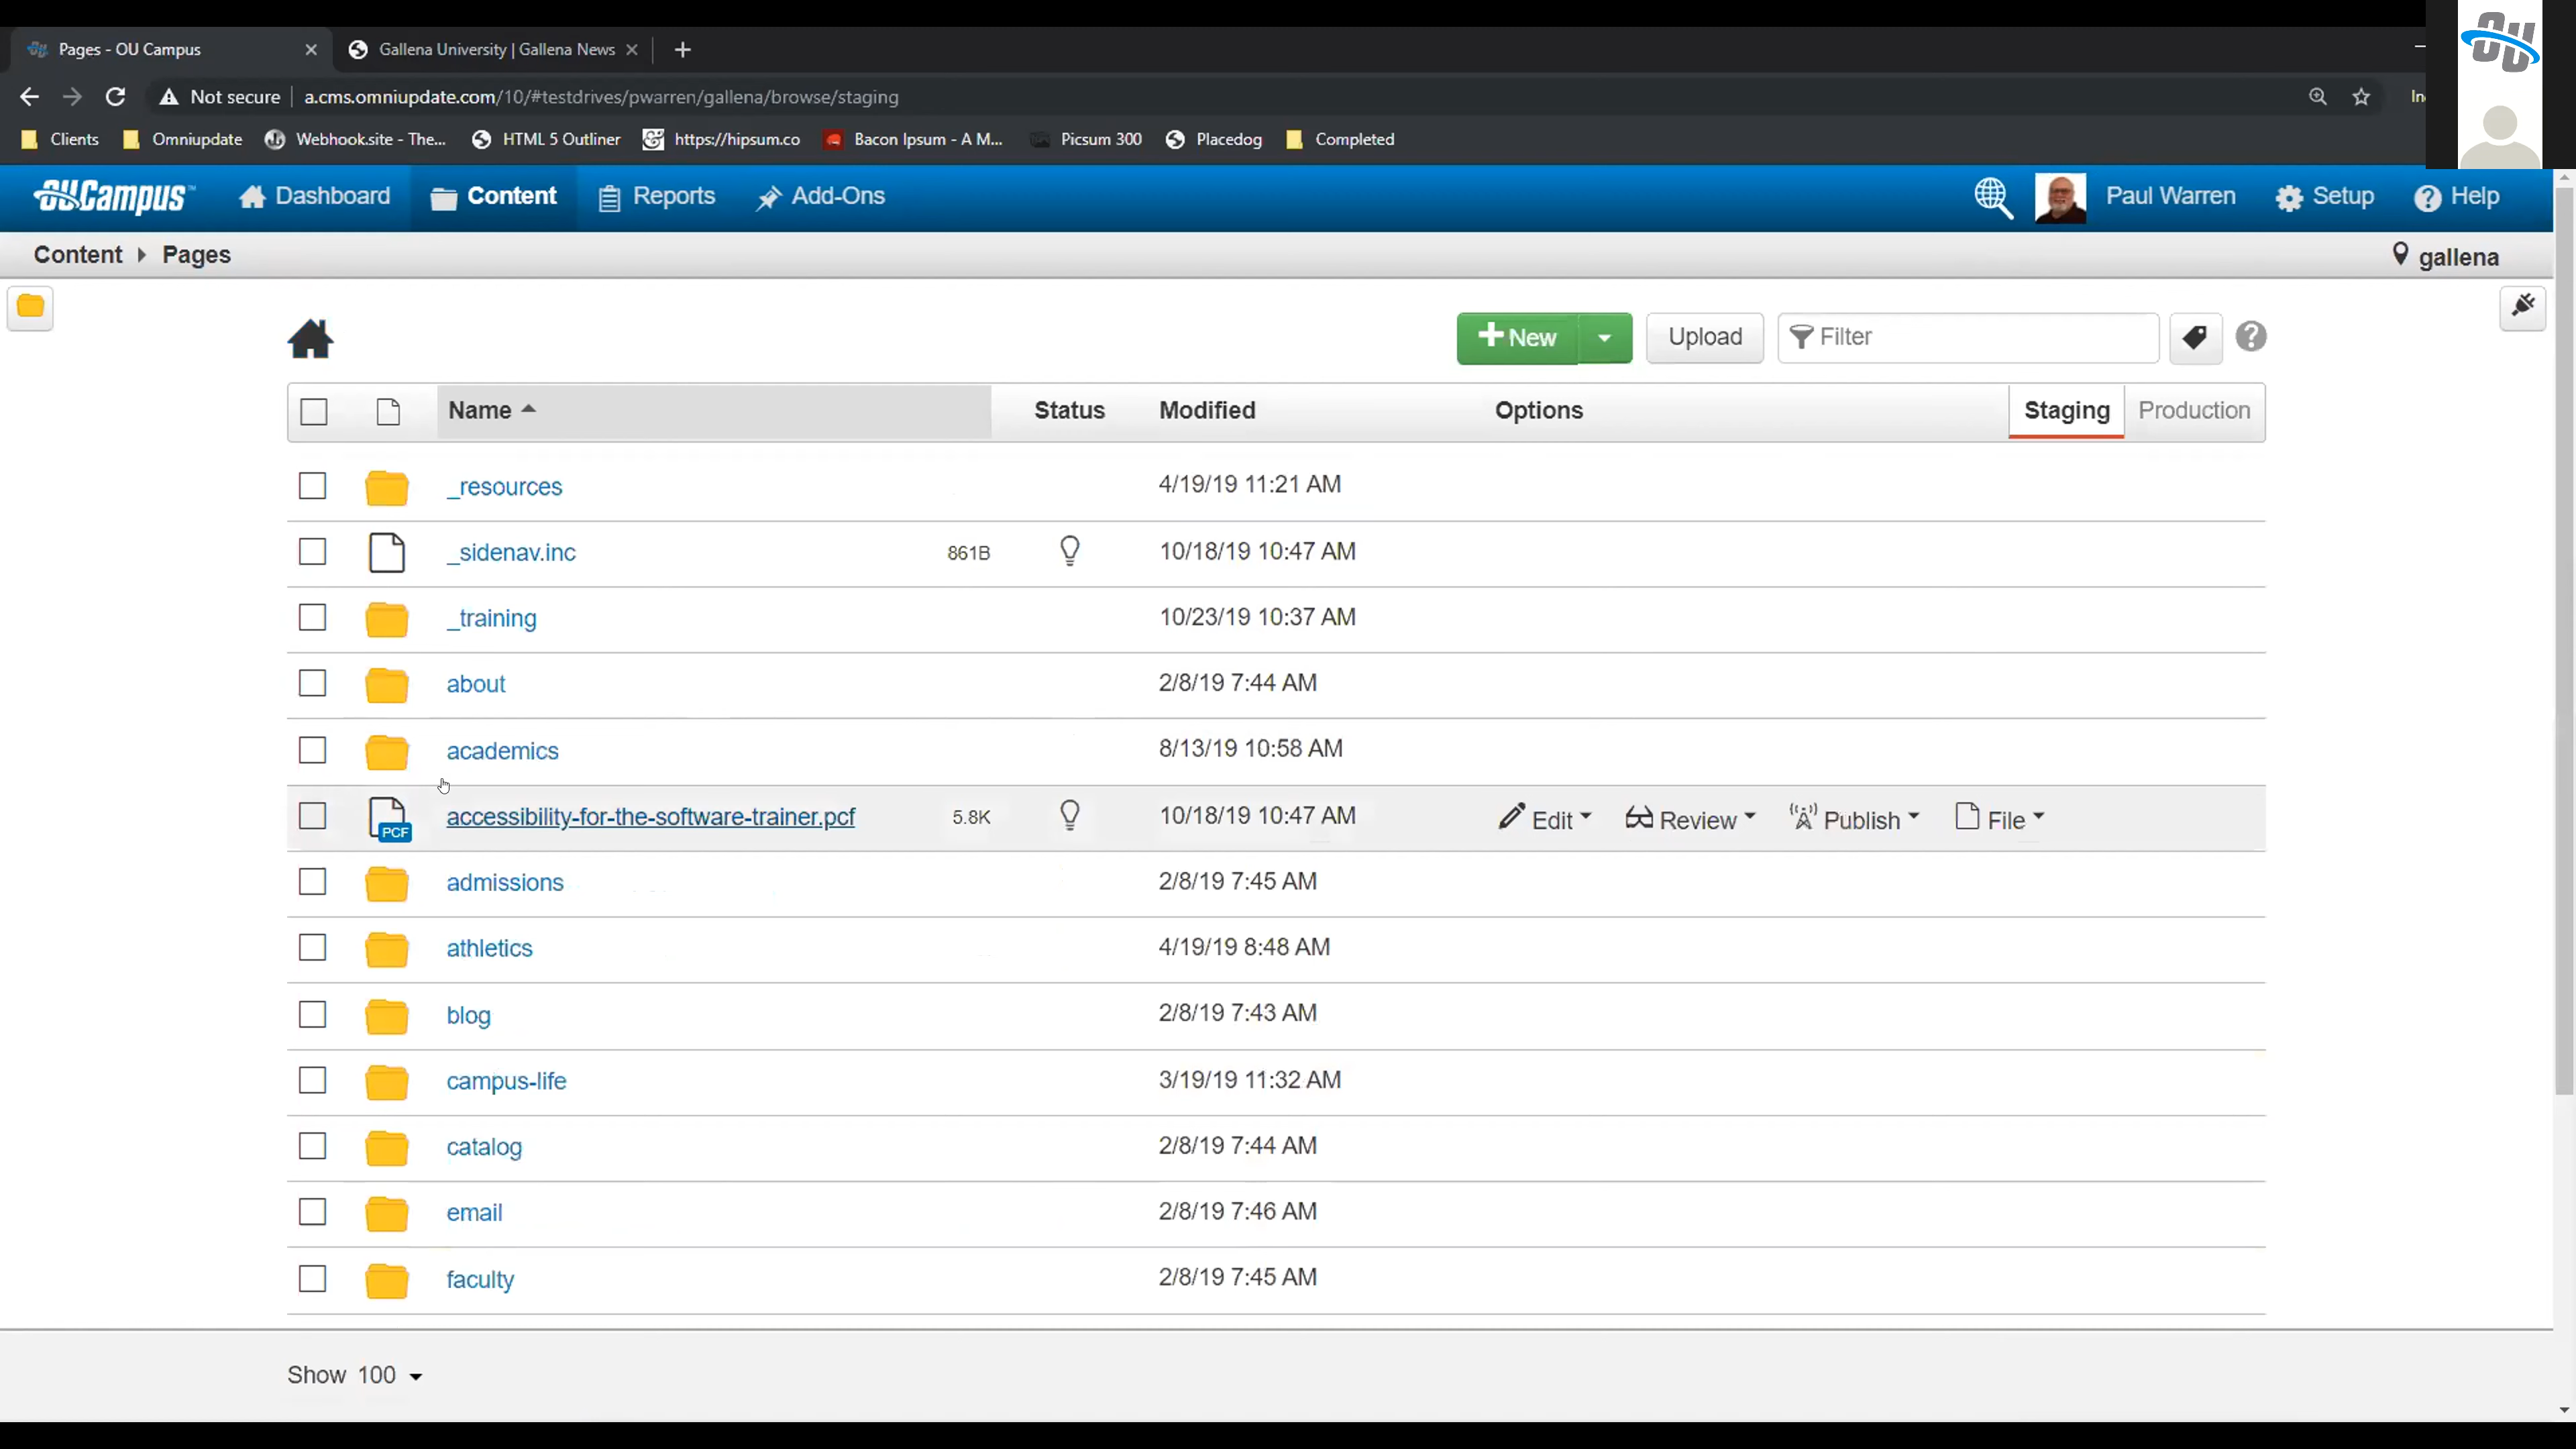 Pages - OU Campus
Gallena University | Gallena News
Not secure a.cms.omniupdate.com/10/#testdrives/pwarren/gallena/browse/staging
Clients Omniupdate Webhook.site - The... HTML 5 Outliner https://hipsum.co Bacon Ipsum - A M... Picsum 300 Placedog Completed
OU
OUCampus Dashboard Content Reports Add-Ons Paul Warren Setup Help
Content Pages gallena
New Upload Filter
Name Status Modified Options Staging Production
_resources 4/19/19 11:21 AM
_sidenav.inc 861B 10/18/19 10:47 AM
_training 10/23/19 10:37 AM
about 2/8/19 7:44 AM
academics 8/13/19 10:58 AM
PCF accessibility-for-the-software-trainer.pcf 5.8K 10/18/19 10:47 AM Edit Review Publish File
admissions 2/8/19 7:45 AM
athletics 4/19/19 8:48 AM
blog 2/8/19 7:43 AM
campus-life 3/19/19 11:32 AM
catalog 2/8/19 7:44 AM
email 2/8/19 7:46 AM
faculty 2/8/19 7:45 AM
Show 100